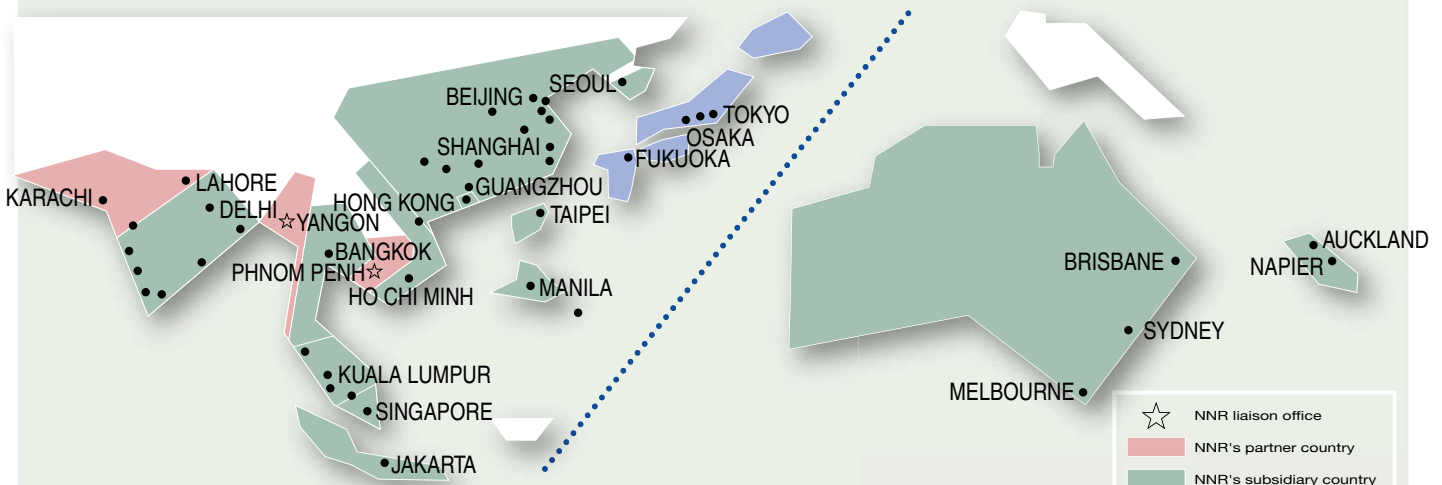 SEOUL
BEIJING
TOKYO
OSAKA
SHANGHAI
FUKUOKA
LAHORE
KARACHI
GUANGZHOU
HONG KONG
DELHI
YANGON
TAIPEI
BANGKOK
PHNOM PENH
HO CHI MINH
MANILA
KUALA LUMPUR
SINGAPORE
JAKARTA
BRISBANE
AUCKLAND
NAPIER
SYDNEY
MELBOURNE
NNR liaison office
NNR's partner country
NNR's subsidiary country